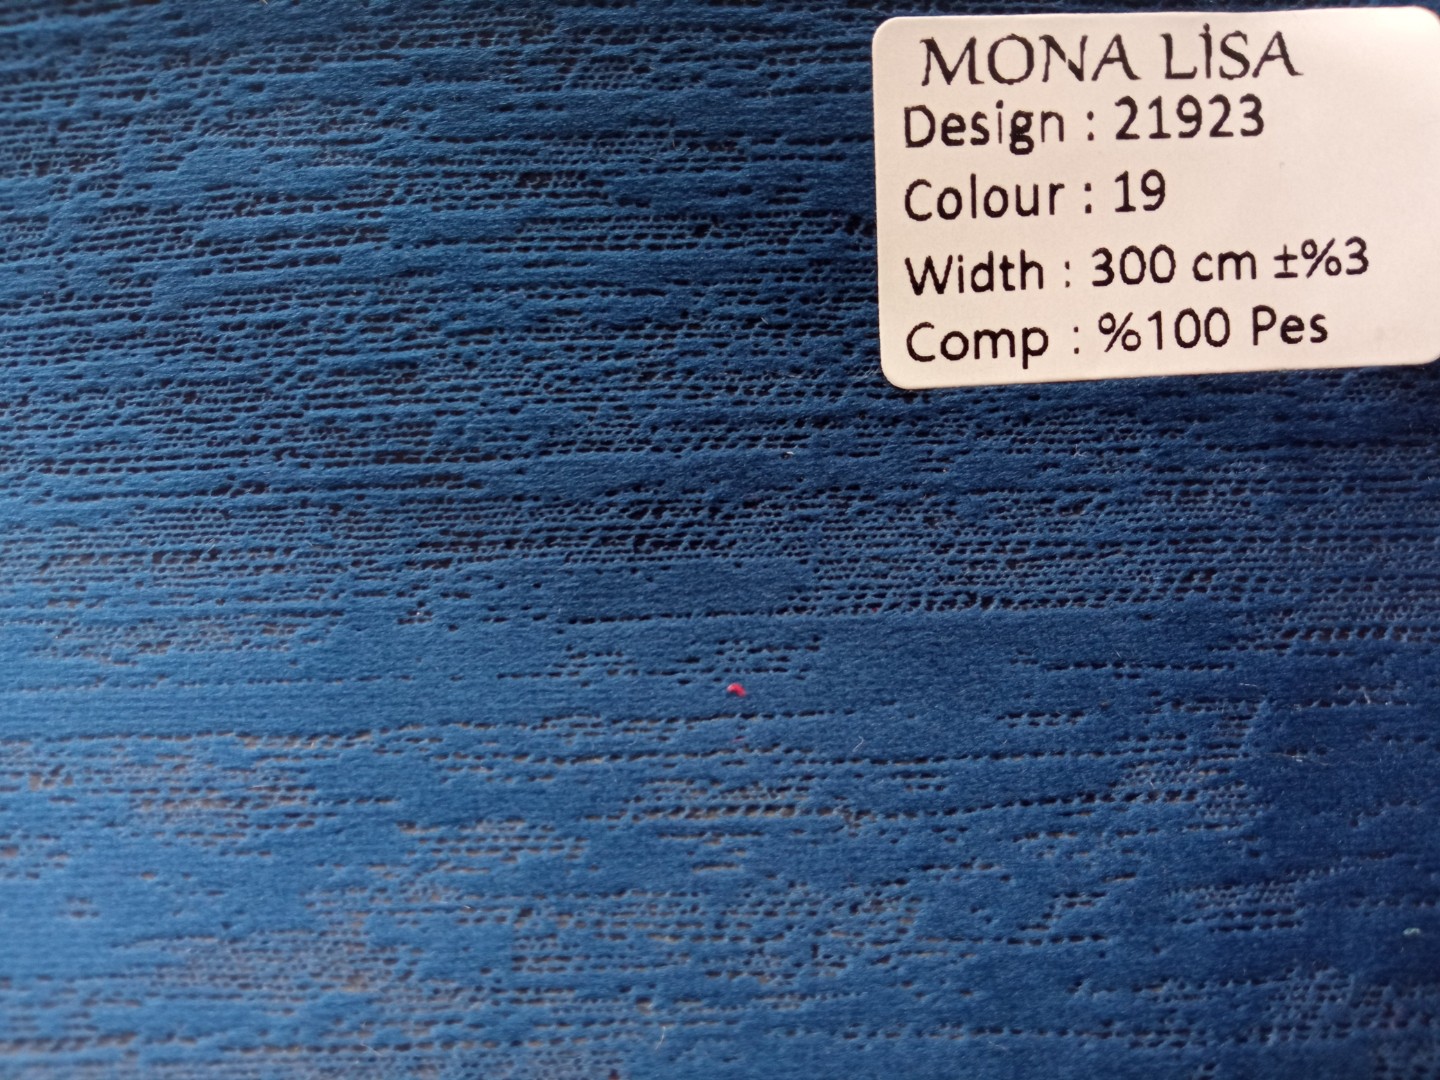 MONA LİSA
Design : 21923
Colour : 19
Width : 300 cm ±%3
Comp : %100 Pes